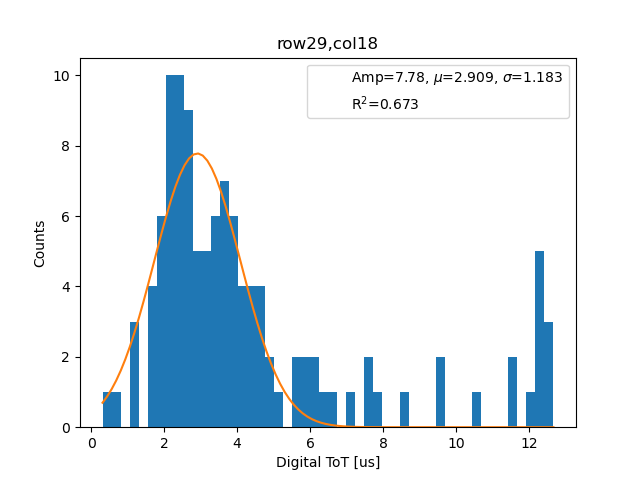 row29,col18
Amp=7.78, μ=2.909, σ=1.183
R²=0.673
Counts
10
8
6
4
2
0
0 2 4 6 8 10 12
Digital ToT [us]